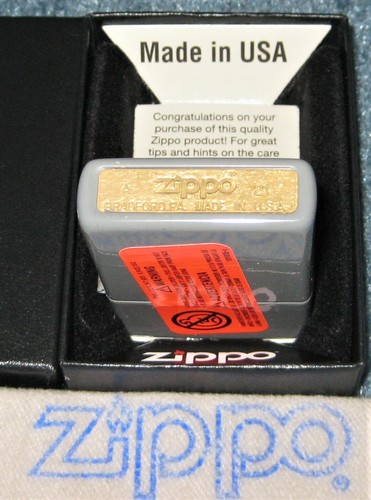 Made in USA
Congratulations on your
purchase of this quality
Zippo product! For great
tips and hints on the care
zippo
BRADFORD, PA. MADE IN U.S.A.
zippo
zippo